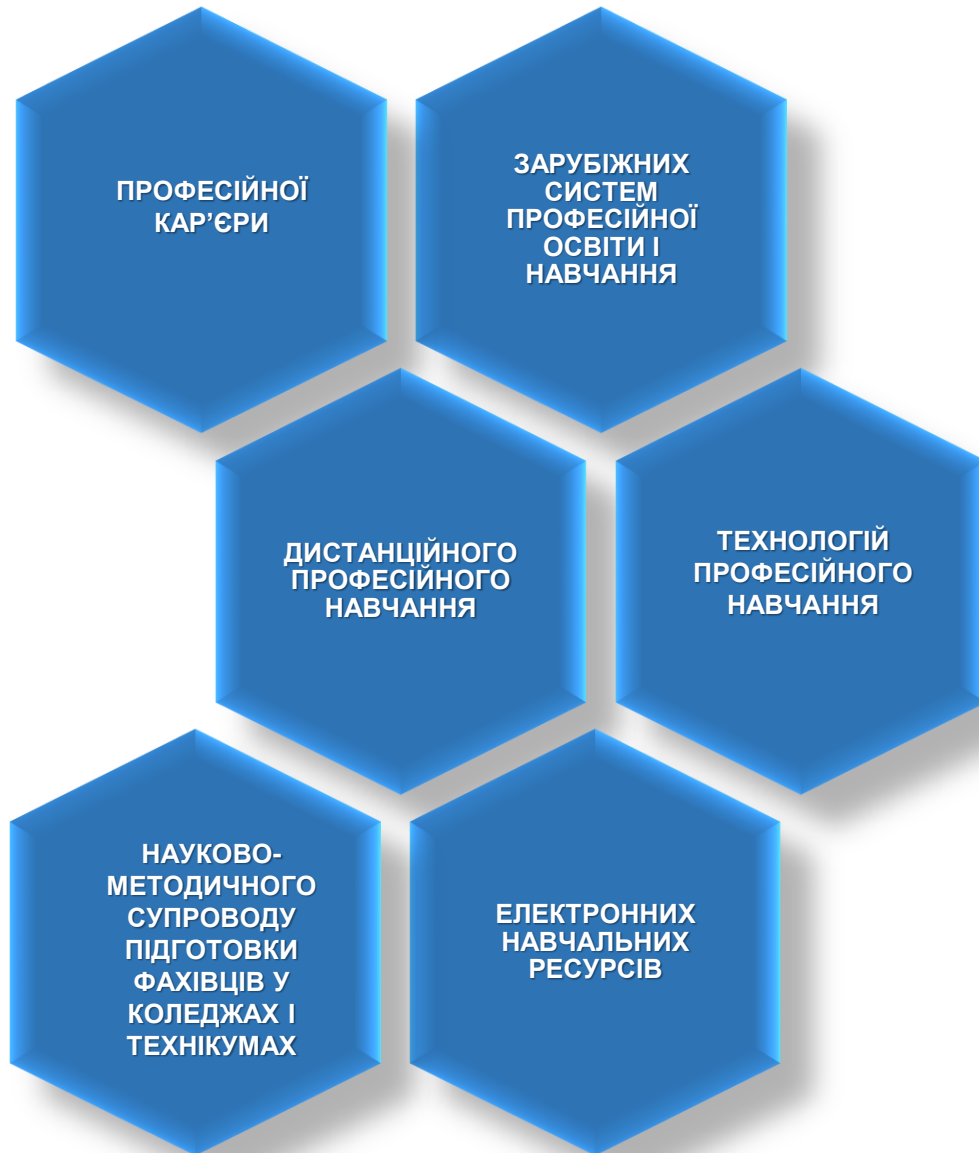 ПРОФЕСІЙНОЇ
КАР’ЄРИ
ЗАРУБІЖНИХ
СИСТЕМ
ПРОФЕСІЙНОЇ
ОСВІТИ І
НАВЧАННЯ
ДИСТАНЦІЙНОГО
ПРОФЕСІЙНОГО
НАВЧАННЯ
ТЕХНОЛОГІЙ
ПРОФЕСІЙНОГО
НАВЧАННЯ
НАУКОВО-
МЕТОДИЧНОГО
СУПРОВОДУ
ПІДГОТОВКИ
ФАХІВЦІВ У
КОЛЕДЖАХ І
ТЕХНІКУМАХ
ЕЛЕКТРОННИХ
НАВЧАЛЬНИХ
РЕСУРСІВ